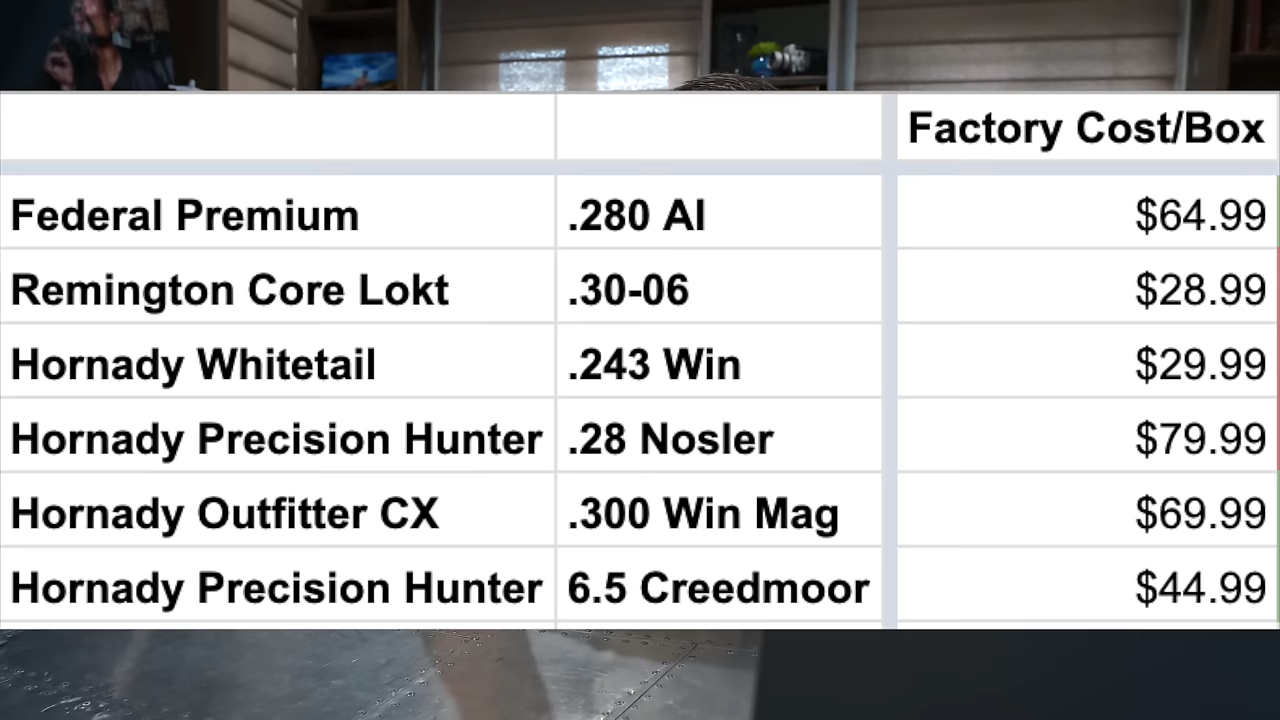 Factory Cost/Box
Federal Premium .280 AI $64.99
Remington Core Lokt .30-06 $28.99
Hornady Whitetail .243 Win $29.99
Hornady Precision Hunter .28 Nosler $79.99
Hornady Outfitter CX .300 Win Mag $69.99
Hornady Precision Hunter 6.5 Creedmoor $44.99